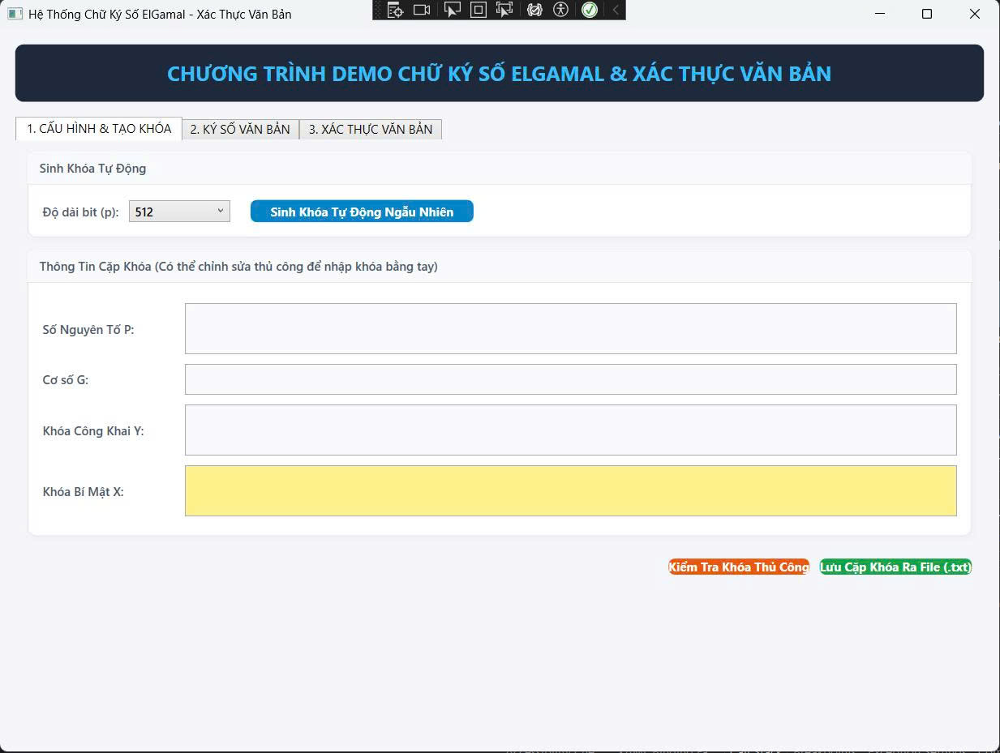 Hệ Thống Chữ Ký Số ElGamal - Xác Thực Văn Bản
CHƯƠNG TRÌNH DEMO CHỮ KÝ SỐ ELGAMAL & XÁC THỰC VĂN BẢN
1. CẤU HÌNH & TẠO KHÓA 2. KÝ SỐ VĂN BẢN 3. XÁC THỰC VĂN BẢN
Sinh Khóa Tự Động
Độ dài bit (p): 512 Sinh Khóa Tự Động Ngẫu Nhiên
Thông Tin Cặp Khóa (Có thể chỉnh sửa thủ công để nhập khóa bằng tay)
Số Nguyên Tố P:
Cơ số G:
Khóa Công Khai Y:
Khóa Bí Mật X:
Kiểm Tra Khóa Thủ Công Lưu Cặp Khóa Ra File (.txt)